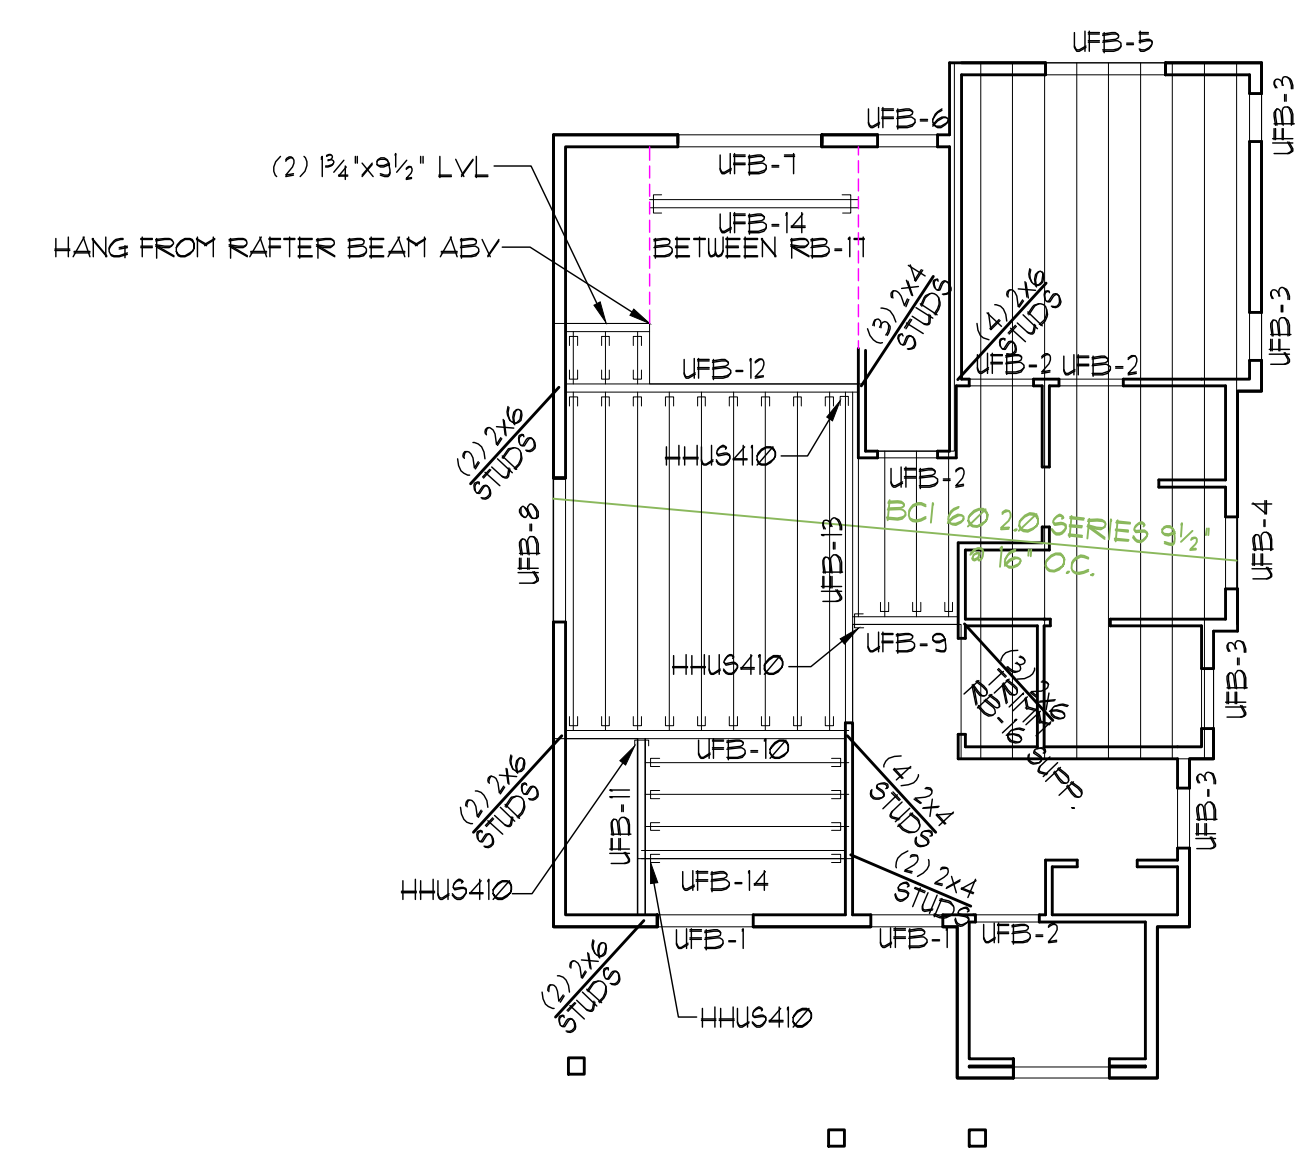 UFB-5
UFB-3
UFB-6
(2) 1¾"x9½" LVL
UFB-7
UFB-14
HANG FROM RAFTER BEAM ABV
BETWEEN RB-17
(3) 2x4
STUDS
(4) 2x6
STUDS
UFB-3
UFB-2
UFB-2
UFB-12
(2) 2x6
STUDS
HHUS410
UFB-2
UFB-8
UFB-13
BCI 60 2.0 SERIES 9½"
@ 16" O.C.
UFB-4
UFB-9
HHUS410
(3) 2x6
RB-16 SUPP.
UFB-3
UFB-10
(2) 2x6
STUDS
(4) 2x4
STUDS
UFB-3
UFB-11
UFB-14
(2) 2x4
STUDS
HHUS410
UFB-1
UFB-1
UFB-2
(2) 2x6
STUDS
HHUS410